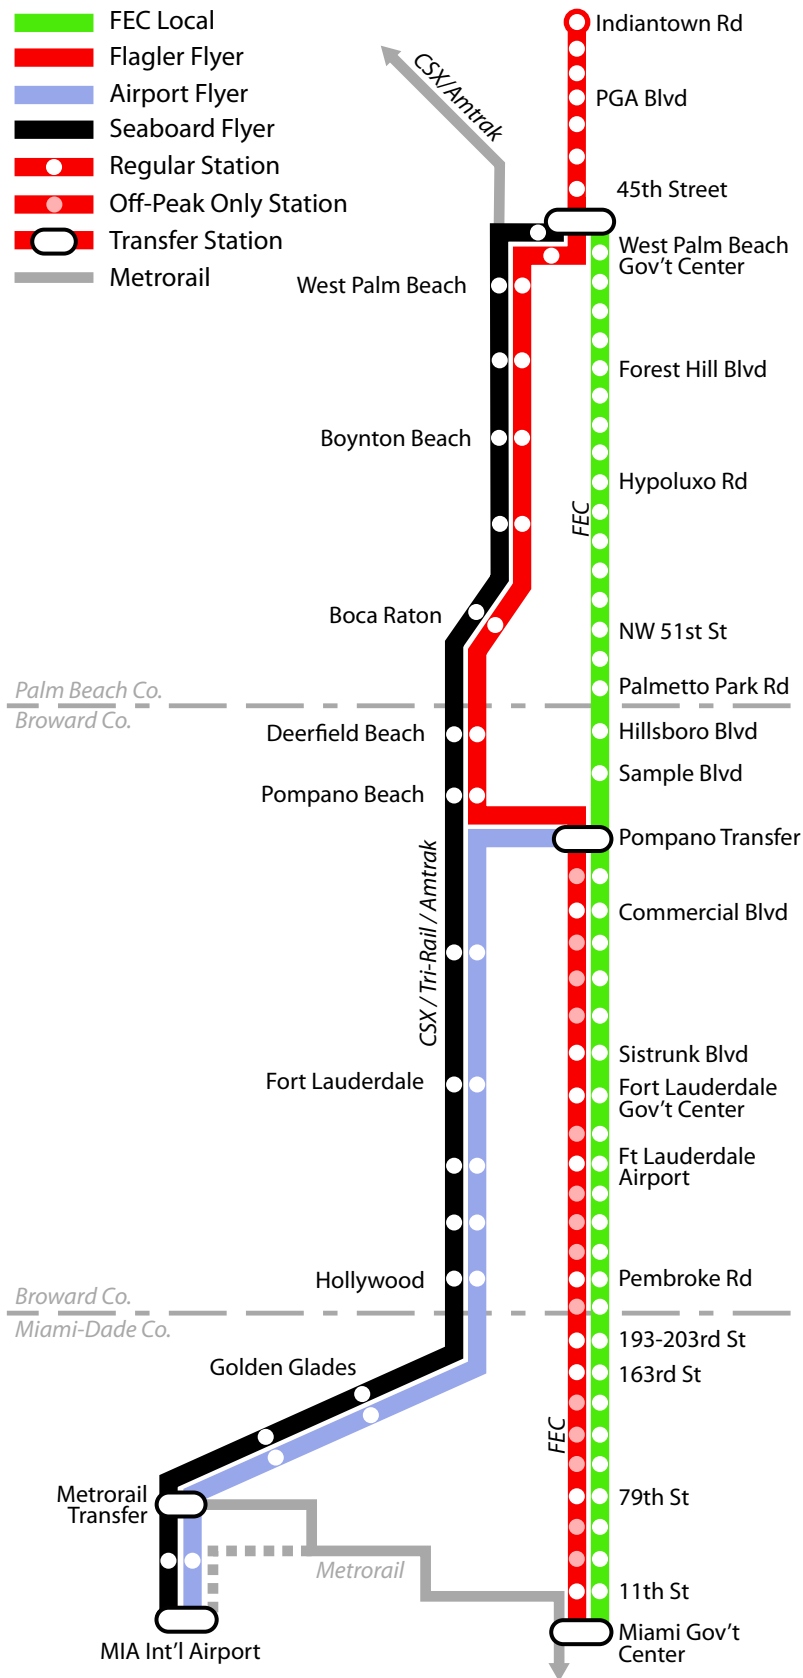 FEC Local
Flagler Flyer
Airport Flyer
Seaboard Flyer
Regular Station
Off-Peak Only Station
Transfer Station
Metrorail
CSX/Amtrak
Indiantown Rd
PGA Blvd
45th Street
West Palm Beach
Gov't Center
West Palm Beach
Forest Hill Blvd
Boynton Beach
Hypoluxo Rd
FEC
Boca Raton
NW 51st St
Palmetto Park Rd
Palm Beach Co.
Broward Co.
Deerfield Beach
Hillsboro Blvd
Pompano Beach
Sample Blvd
Pompano Transfer
CSX / Tri-Rail / Amtrak
Commercial Blvd
Sistrunk Blvd
Fort Lauderdale
Fort Lauderdale
Gov't Center
Ft Lauderdale
Airport
Hollywood
Pembroke Rd
Broward Co.
Miami-Dade Co.
193-203rd St
Golden Glades
163rd St
FEC
Metrorail
Transfer
79th St
Metrorail
11th St
MIA Int'l Airport
Miami Gov't
Center